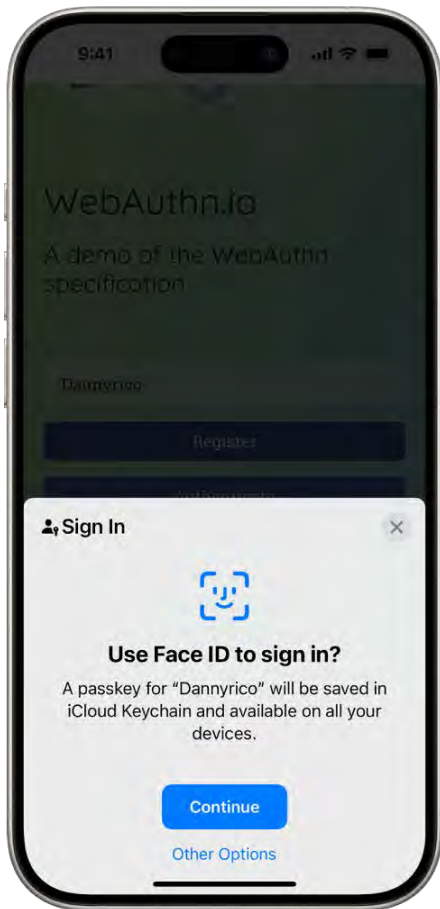 9:41
WebAuthn.io
A demo of the WebAuthn
specification
Dannyrico
Register
Authenticate
Sign In
Use Face ID to sign in?
A passkey for “Dannyrico” will be saved in
iCloud Keychain and available on all your
devices.
Continue
Other Options